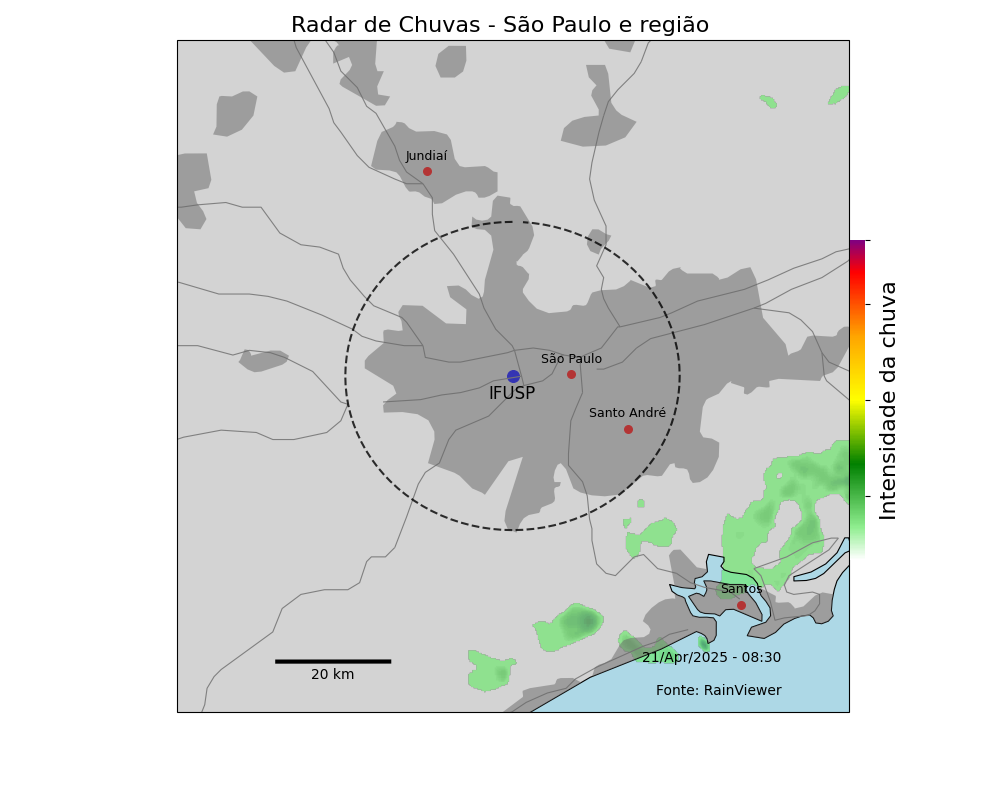 Radar de Chuvas - São Paulo e região
Jundiaí
São Paulo
IFUSP
Santo André
Intensidade da chuva
Santos
21/Apr/2025 - 08:30
20 km
Fonte: RainViewer